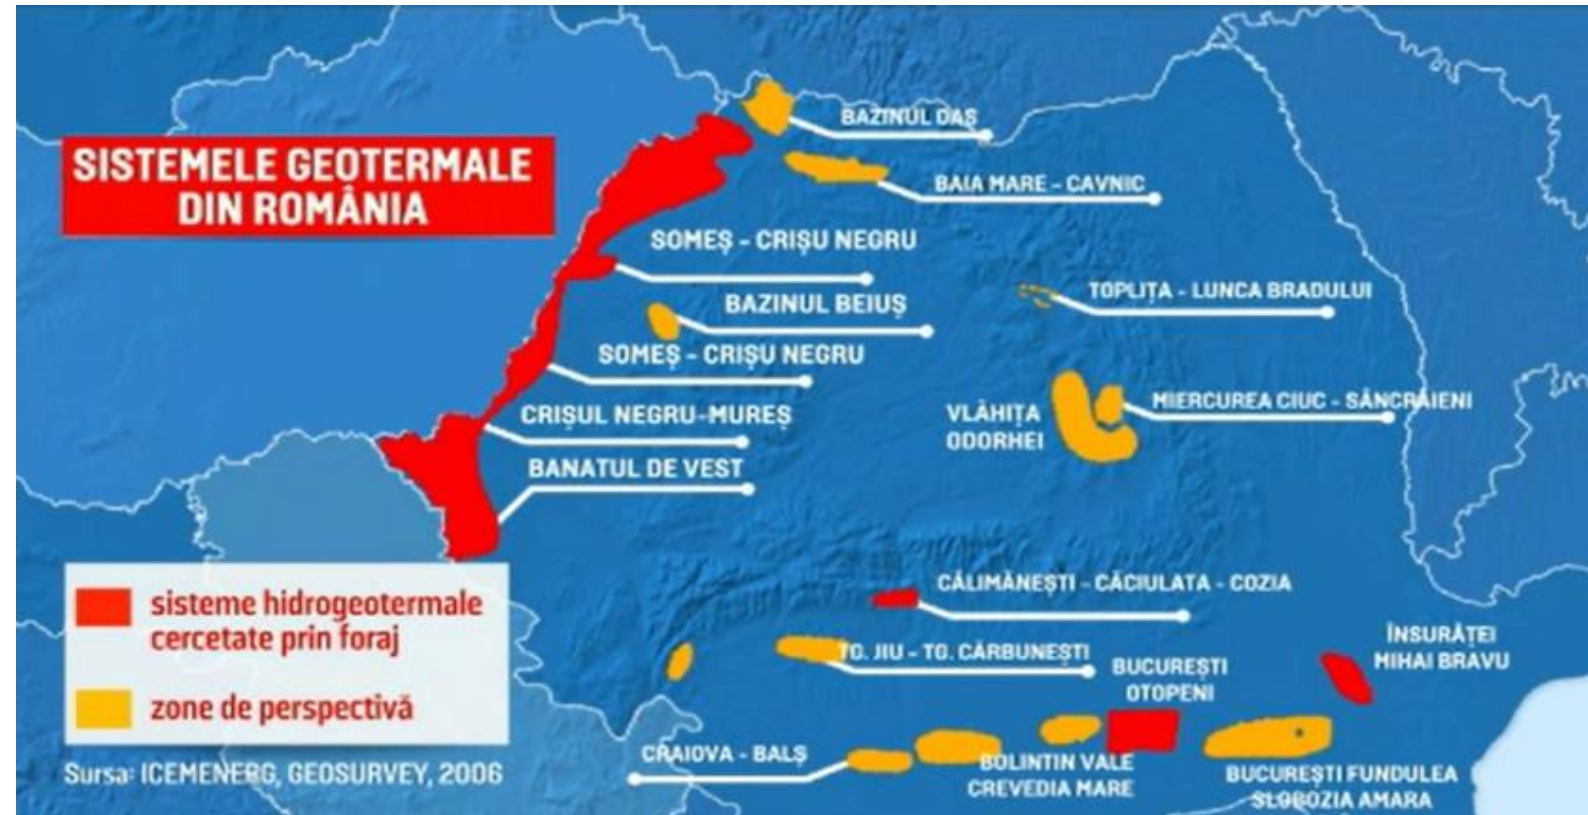 SISTEMELE GEOTERMALE
DIN ROMÂNIA
BAZINUL OAȘ
BAIA MARE - CAVNIC
SOMEȘ - CRIȘU NEGRU
TOPLIȚA - LUNCA BRADULUI
BAZINUL BEIUȘ
SOMEȘ - CRIȘU NEGRU
MIERCUREA CIUC - SÂNCRĂIENI
VLĂHIȚA
ODORHEI
CRIȘUL NEGRU-MUREȘ
BANATUL DE VEST
sisteme hidrogeotermale
cercetate prin foraj
zone de perspectivă
Sursa: ICEMENERG, GEOSURVEY, 2006
CĂLIMĂNEȘTI - CĂCIULATA - COZIA
TG. JIU - TG. CĂRBUNEȘTI
BUCUREȘTI
OTOPENI
ÎNSURĂȚEI
MIHAI BRAVU
CRAIOVA - BALȘ
BOLINTIN VALE
CREVEDIA MARE
BUCUREȘTI FUNDULEA
SLOBOZIA AMARA